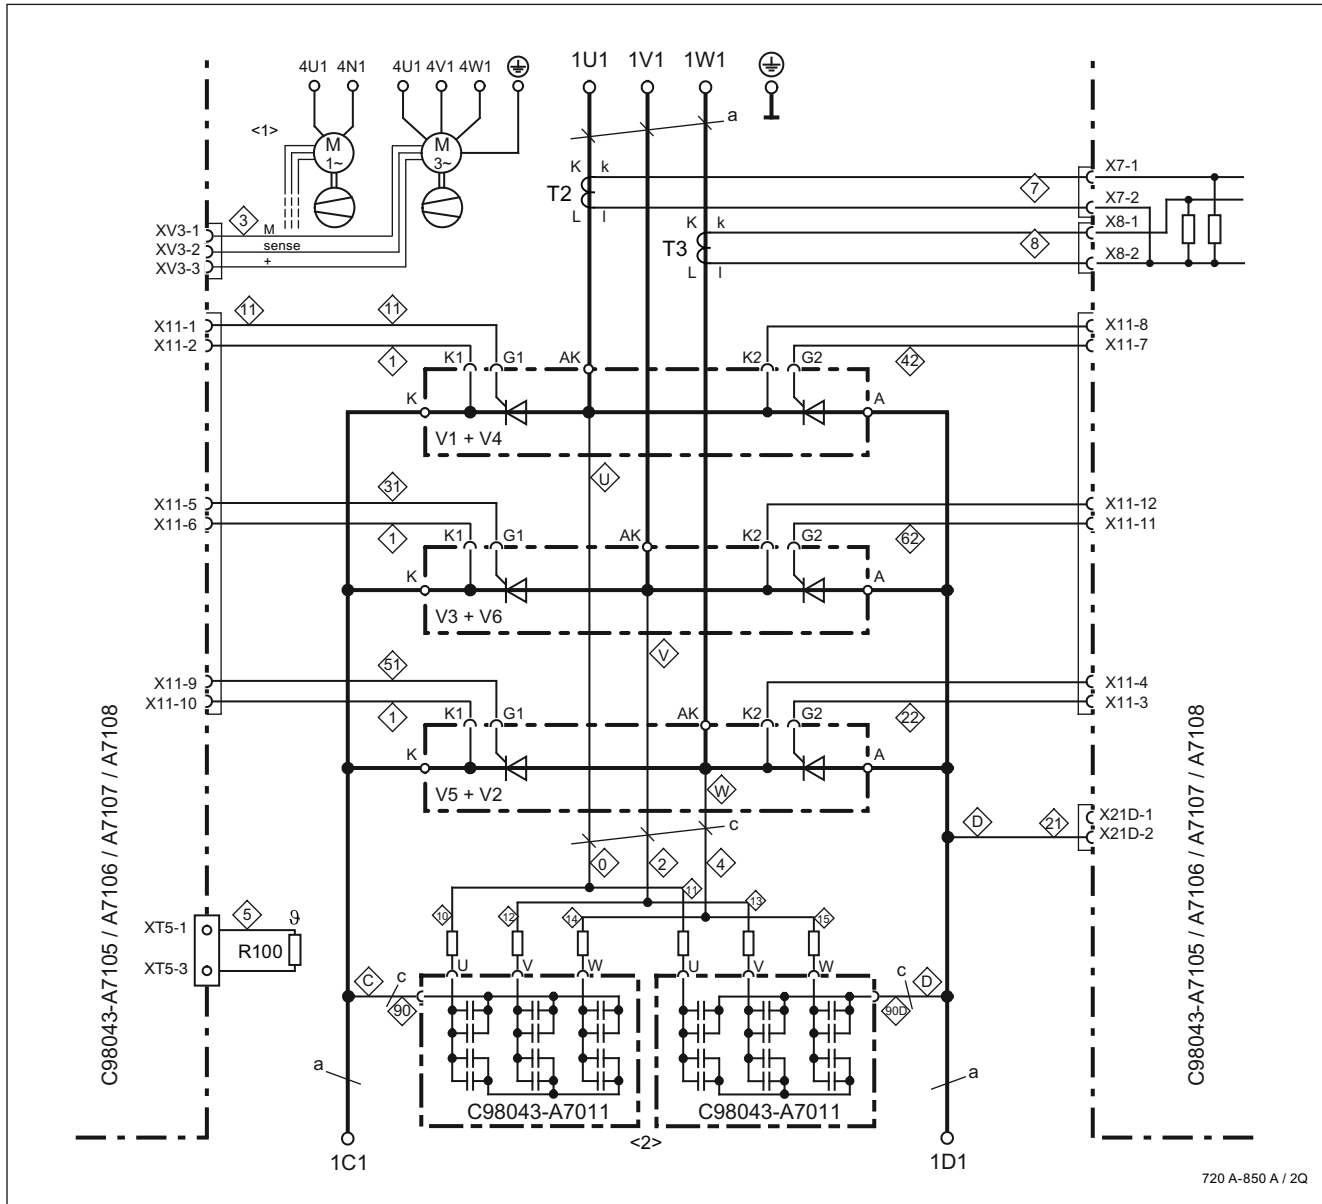 4U1 4N1 4U1 4V1 4W1 1U1 1V1 1W1
<1> M 1~ M 3~ a
K k X7-1
T2 7
L l X7-2
3 M XV3-1
K k X8-1
sense XV3-2
T3 8
+ XV3-3
L l X8-2
11 11
X11-1 X11-8
X11-2 1 K1 G1 AK K2 G2 42 X11-7
K A
V1 + V4
U
31
X11-5 X11-12
X11-6 1 K1 G1 AK K2 G2 62 X11-11
K A
V3 + V6
V
51
X11-9 X11-4
X11-10 1 K1 G1 AK K2 G2 22 X11-3
K A
V5 + V2 W
c D 21 X21D-1
X21D-2
0 2 4
10 12 14 11 13 15
XT5-1 5 ϑ
R100
XT5-3
U V W U V W
C c c D
90 90D
a a
C98043-A7011 C98043-A7011
<2>
1C1 1D1
C98043-A7105 / A7106 / A7107 / A7108
C98043-A7105 / A7106 / A7107 / A7108
720 A-850 A / 2Q